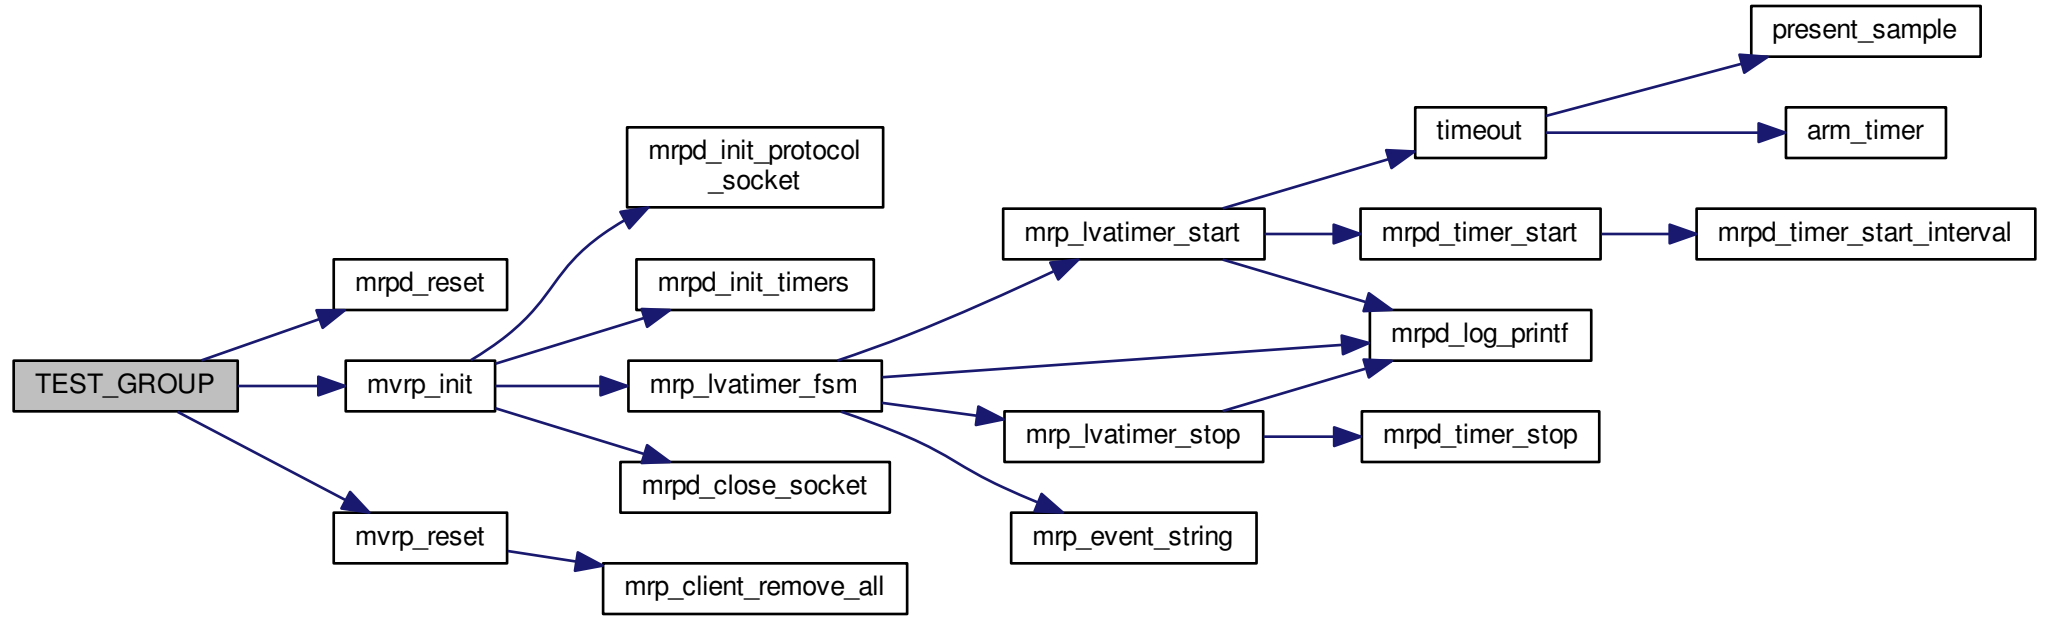 present_sample
timeout
arm_timer
mrpd_init_protocol
_socket
mrp_lvatimer_start
mrpd_timer_start
mrpd_timer_start_interval
mrpd_reset
mrpd_init_timers
mrpd_log_printf
TEST_GROUP
mvrp_init
mrp_lvatimer_fsm
mrp_lvatimer_stop
mrpd_timer_stop
mrpd_close_socket
mvrp_reset
mrp_event_string
mrp_client_remove_all